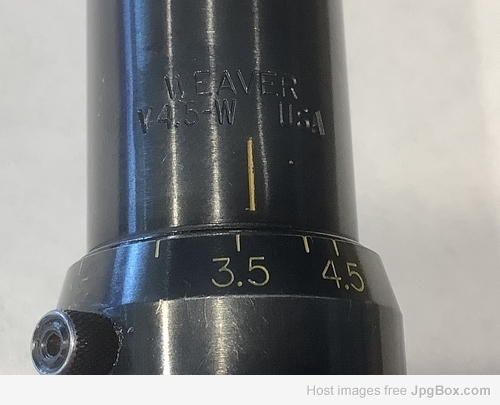 WEAVER
V4.5-W USA
3.5 4.5
Host images free JpgBox.com